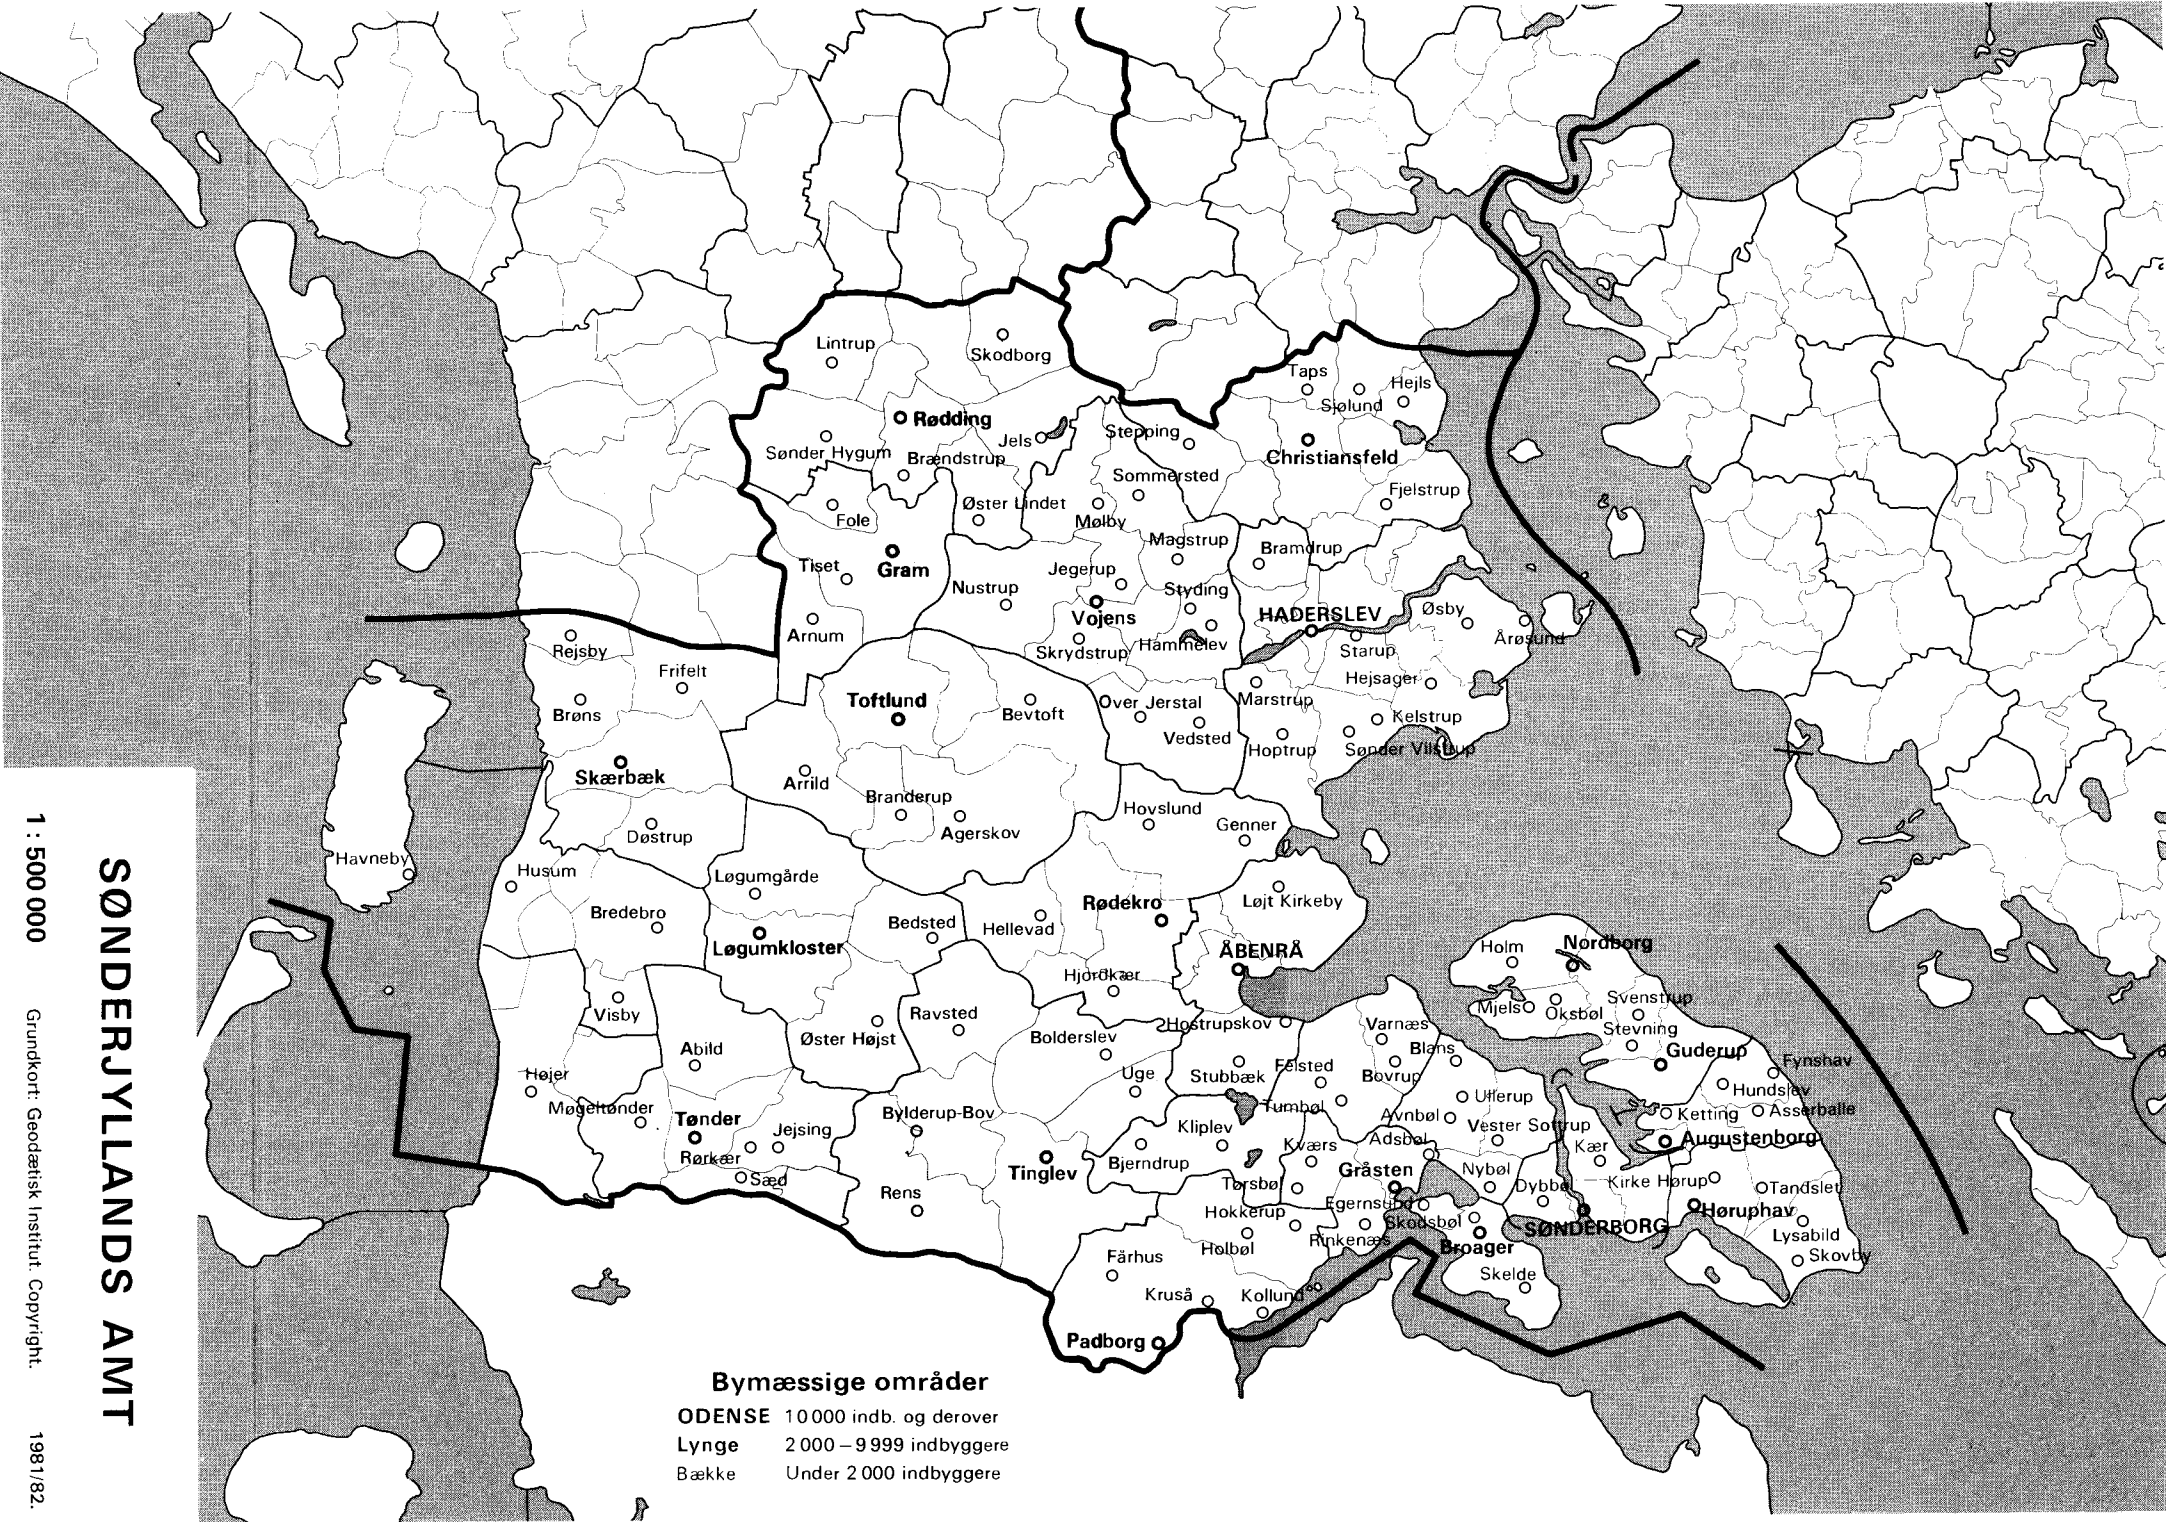 SØNDERJYLLANDS AMT
1:500 000
Grundkort: Geodætisk Institut. Copyright.
1981/82.
Lintrup
Skodborg
Taps
Hejls
Sjølund
Rødding
Jels
Stepping
Sønder Hygum
Brændstrup
Christiansfeld
Sommersted
Fjelstrup
Fole
Øster Lindet
Mølby
Magstrup
Bramdrup
Tiset
Gram
Jegerup
Nustrup
Styding
Vojens
HADERSLEV
Øsby
Årøsund
Arnum
Rejsby
Skrydstrup
Hammelev
Starup
Frifelt
Hejsager
Toftlund
Bevtoft
Over Jerstal
Marstrup
Brøns
Kelstrup
Vedsted
Hoptrup
Sønder Vilstrup
Skærbæk
Arrild
Branderup
Hovslund
Døstrup
Agerskov
Genner
Havneby
Husum
Løgumgårde
Bredebro
Bedsted
Hellevad
Rødekro
Løjt Kirkeby
Løgumkloster
ÅBENRÅ
Holm
Nordborg
Hjordkær
Visby
Ravsted
Mjels
Oksbøl
Svenstrup
Hostrupskov
Varnæs
Stevning
Abild
Øster Højst
Bolderslev
Blans
Guderup
Fynshav
Højer
Uge
Stubbæk
Felsted
Bovrup
Hundslev
Møgeltønder
Tønder
Bylderup-Bov
Tumbøl
Avnbøl
Ullerup
Ketting
Asserballe
Jejsing
Kliplev
Vester Sottrup
Rørkær
Adsbøl
Kværs
Kær
Augustenborg
Sæd
Tinglev
Bjerndrup
Gråsten
Nybøl
Torsbøl
Dybbøl
Kirke Hørup
Tandslet
Rens
Hokkerup
Egernsund
Skodsbøl
Høruphav
Rinkenæs
SØNDERBORG
Holbøl
Broager
Lysabild
Fårhus
Skovby
Skelde
Kruså
Kollund
Padborg
Bymæssige områder
ODENSE 10000 indb. og derover
Lynge 2 000 – 9 999 indbyggere
Bække Under 2 000 indbyggere